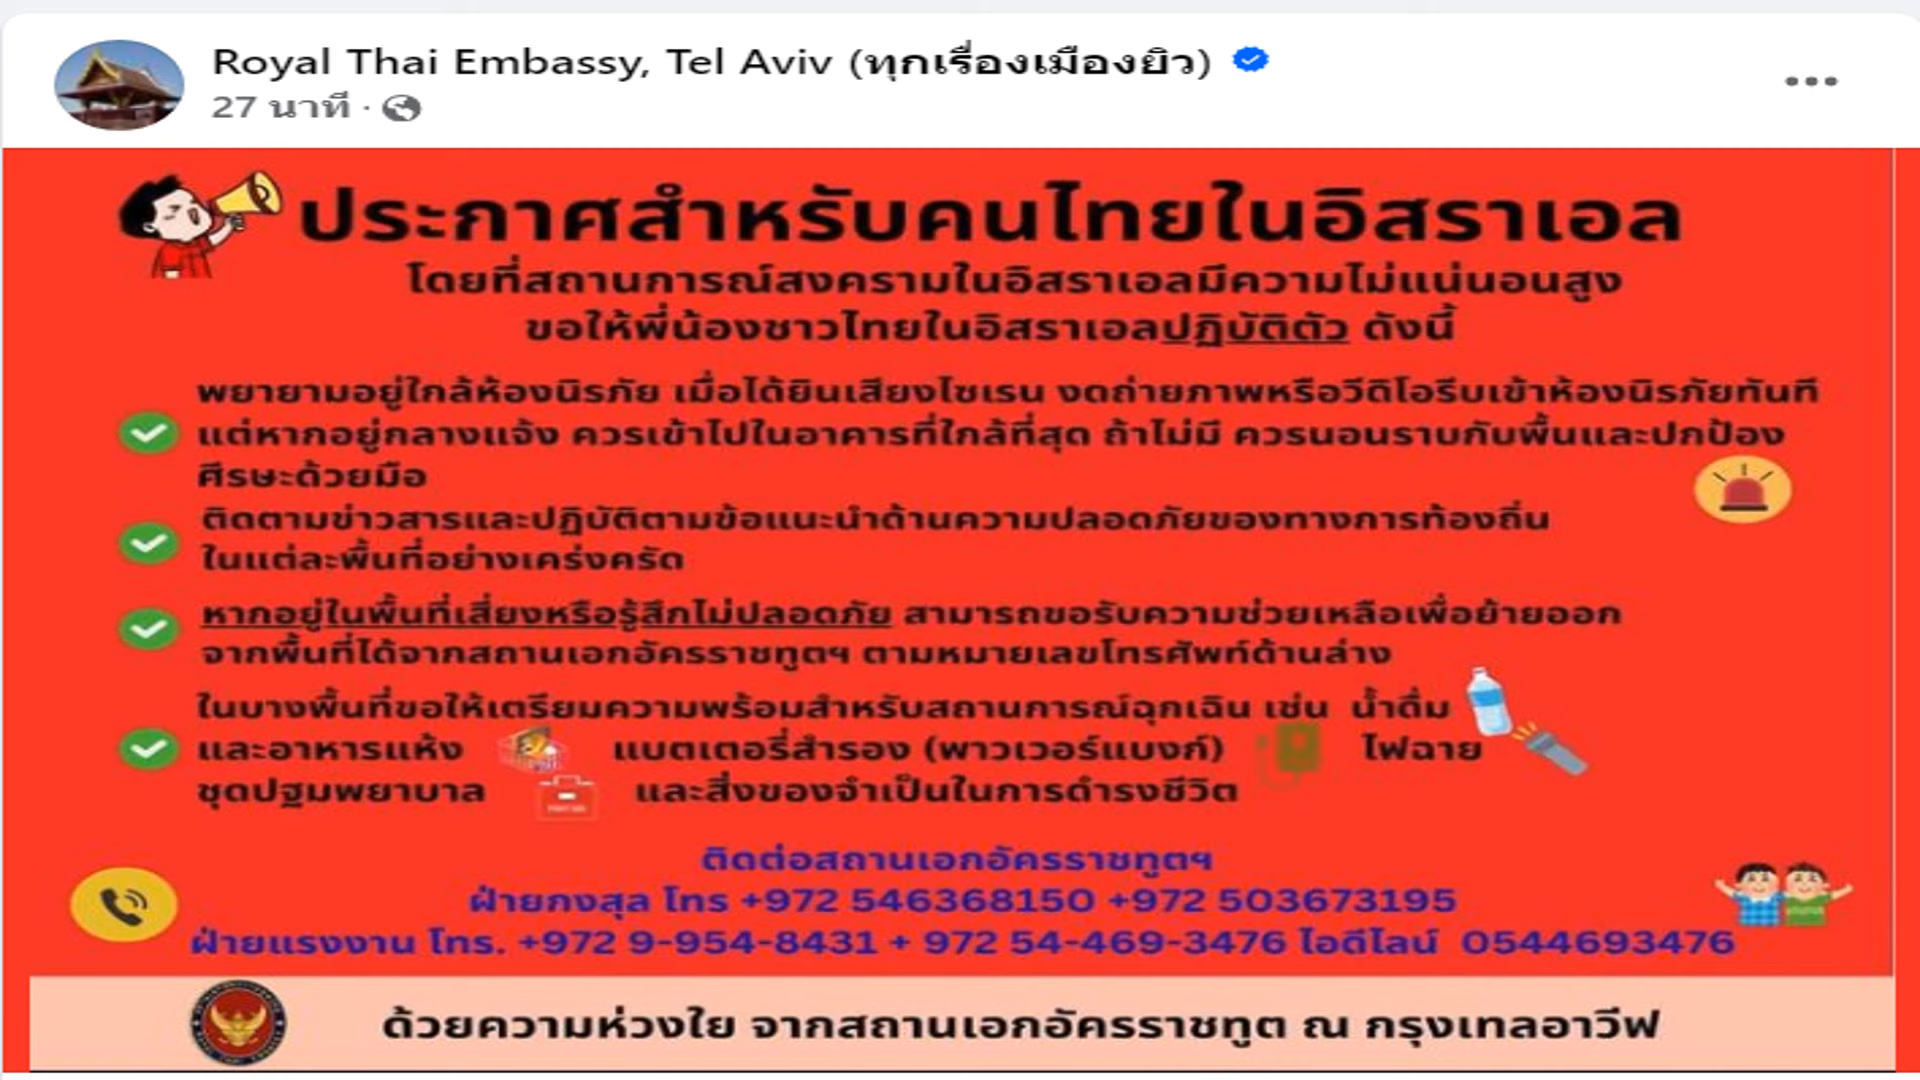 Royal Thai Embassy, Tel Aviv (ทุกเรื่องเมืองยิว)
27 นาที ·
ประกาศสำหรับคนไทยในอิสราเอล
โดยที่สถานการณ์สงครามในอิสราเอลมีความไม่แน่นอนสูง
ขอให้พี่น้องชาวไทยในอิสราเอลปฏิบัติตัว ดังนี้
พยายามอยู่ใกล้ห้องนิรภัย เมื่อได้ยินเสียงไซเรน งดถ่ายภาพหรือวีดิโอรีบเข้าห้องนิรภัยทันที
แต่หากอยู่กลางแจ้ง ควรเข้าไปในอาคารที่ใกล้ที่สุด ถ้าไม่มี ควรนอนราบกับพื้นและปกป้อง
ศีรษะด้วยมือ
ติดตามข่าวสารและปฏิบัติตามข้อแนะนำด้านความปลอดภัยของทางการท้องถิ่น
ในแต่ละพื้นที่อย่างเคร่งครัด
หากอยู่ในพื้นที่เสี่ยงหรือรู้สึกไม่ปลอดภัย สามารถขอรับความช่วยเหลือเพื่อย้ายออก
จากพื้นที่ได้จากสถานเอกอัครราชทูตฯ ตามหมายเลขโทรศัพท์ด้านล่าง
ในบางพื้นที่ขอให้เตรียมความพร้อมสำหรับสถานการณ์ฉุกเฉิน เช่น น้ำดื่ม
และอาหารแห้ง แบตเตอรี่สำรอง (พาวเวอร์แบงก์) ไฟฉาย
ชุดปฐมพยาบาล และสิ่งของจำเป็นในการดำรงชีวิต
ติดต่อสถานเอกอัครราชทูตฯ
ฝ่ายกงสุล โทร +972 546368150 +972 503673195
ฝ่ายแรงงาน โทร. +972 9-954-8431 + 972 54-469-3476 ไอดีไลน์ 0544693476
ด้วยความห่วงใย จากสถานเอกอัครราชทูต ณ กรุงเทลอาวีฟ